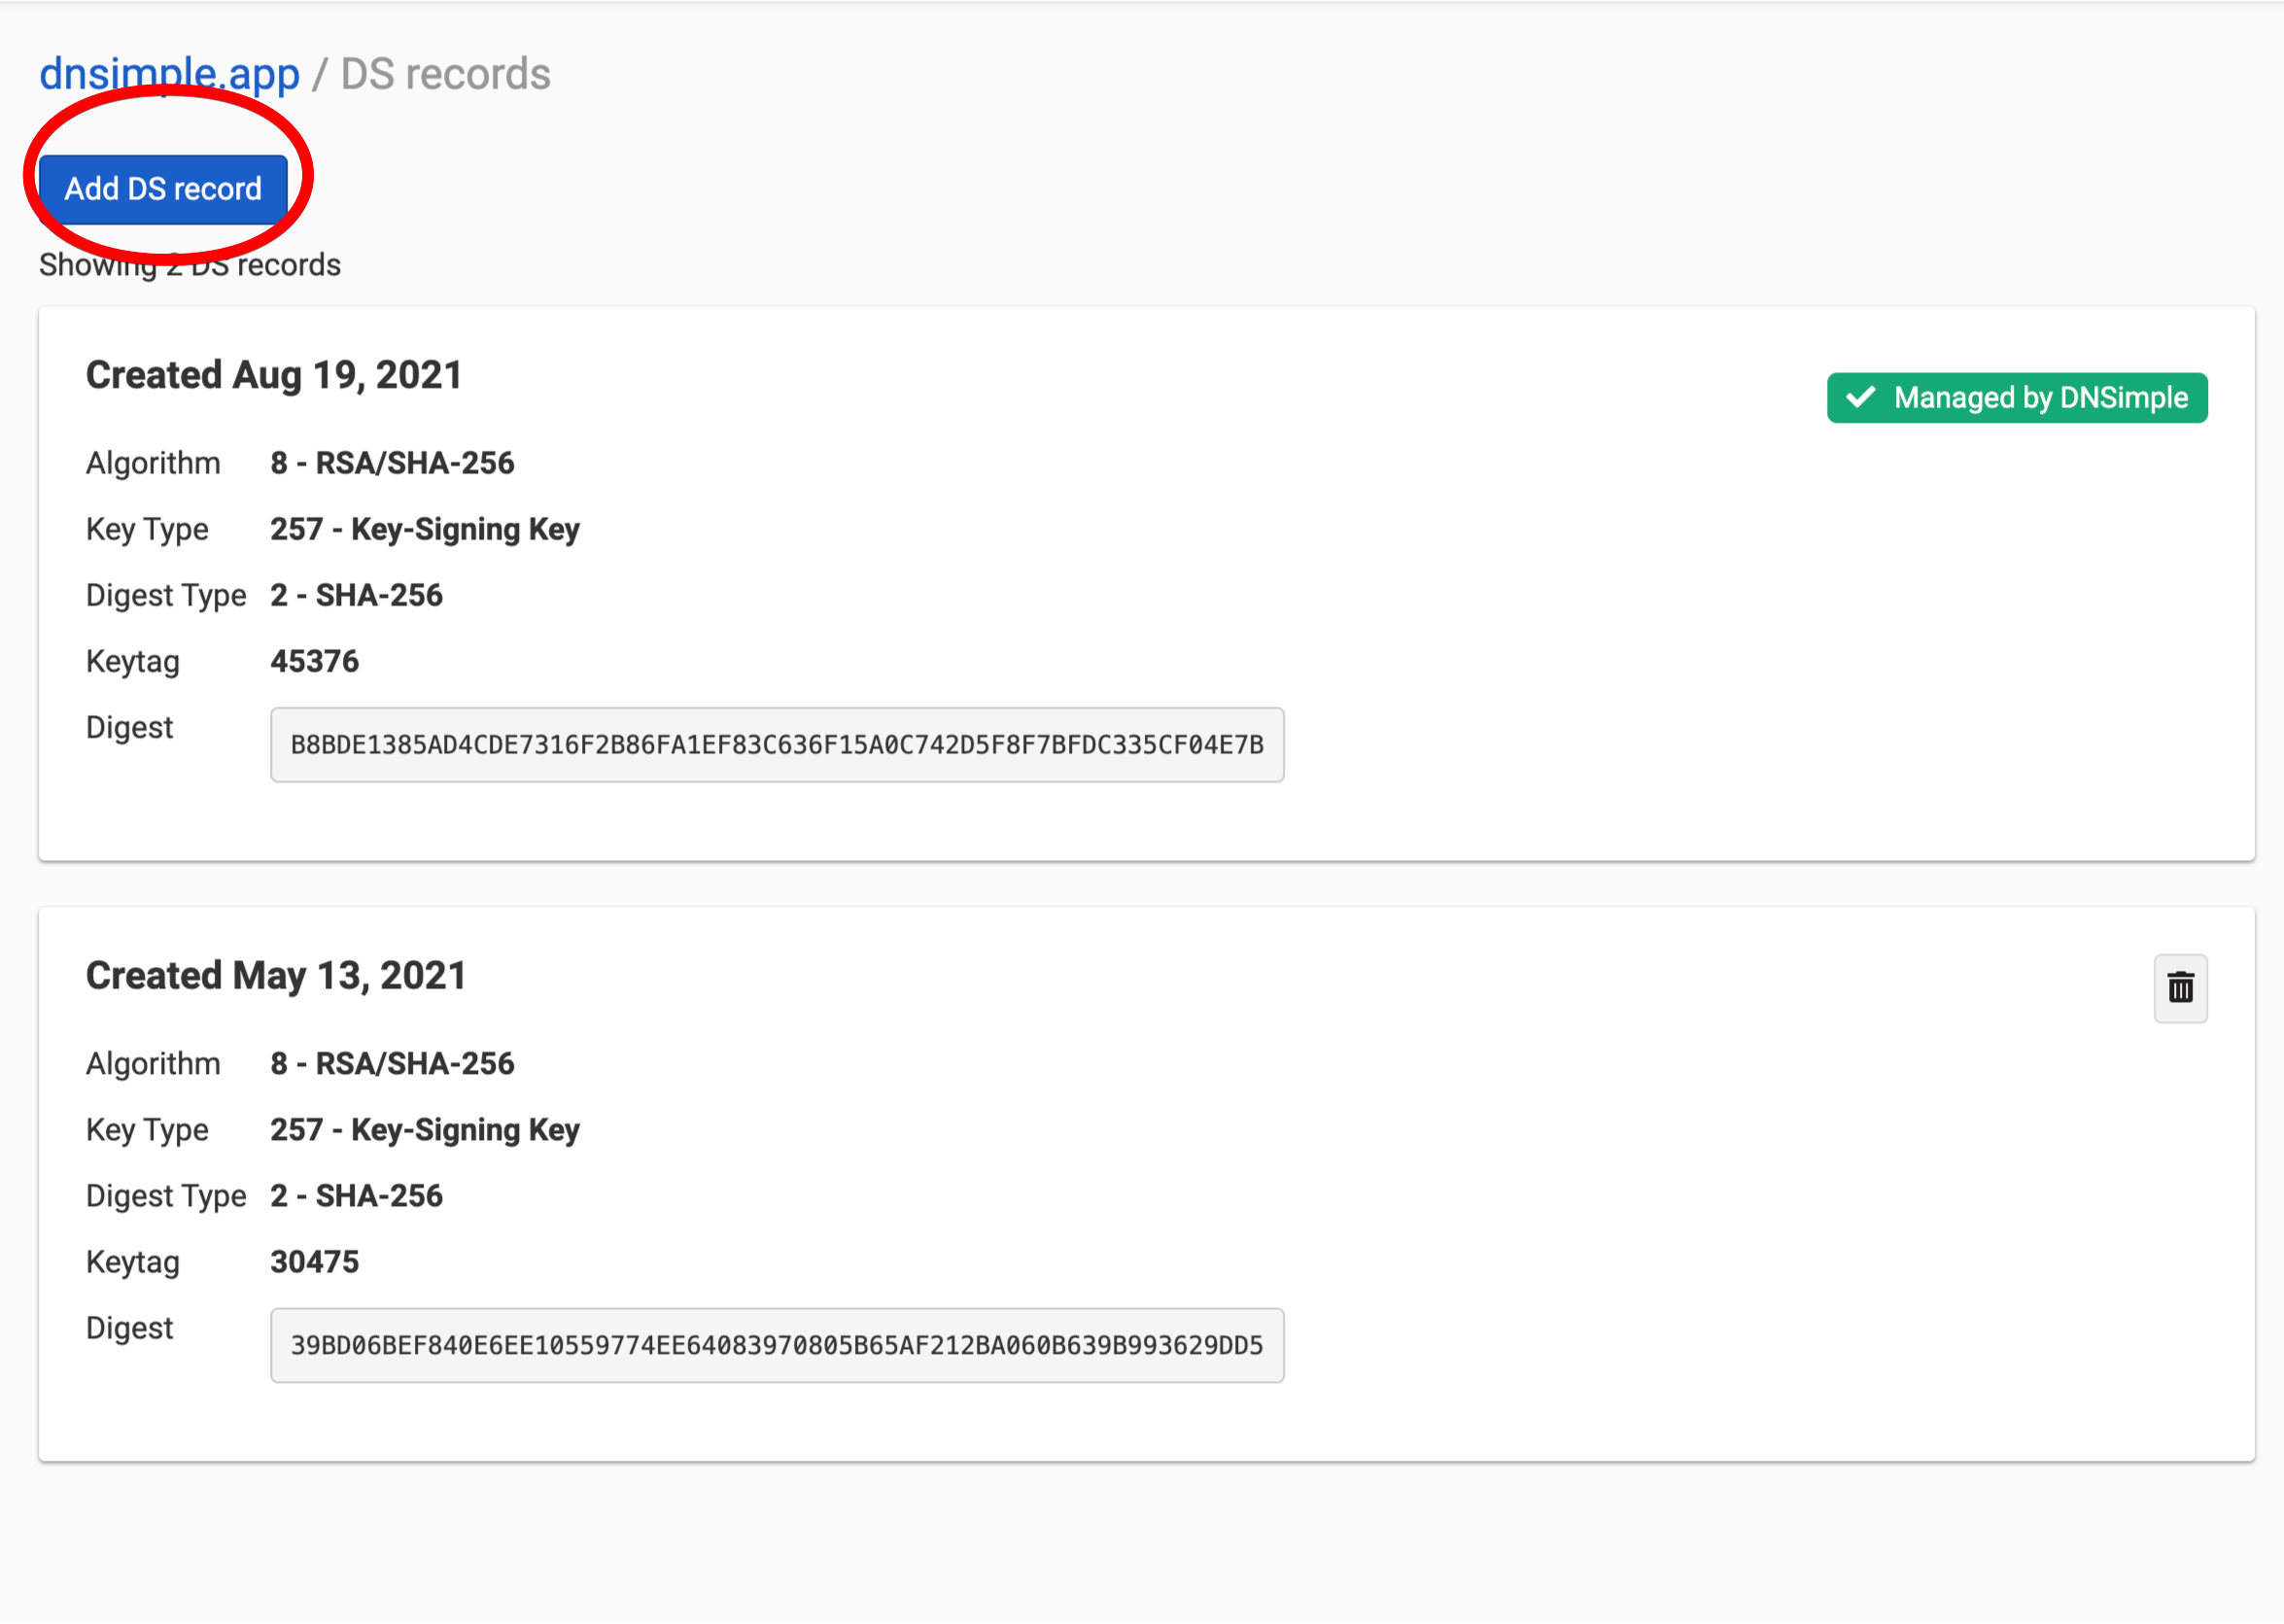 dnsimple.app / DS records
Add DS record
Showing 2 DS records
Created Aug 19, 2021
Managed by DNSimple
Algorithm 8 - RSA/SHA-256
Key Type 257 - Key-Signing Key
Digest Type 2 - SHA-256
Keytag 45376
Digest B8BDE1385AD4CDE7316F2B86FA1EF83C636F15A0C742D5F8F7BFDC335CF04E7B
Created May 13, 2021
Algorithm 8 - RSA/SHA-256
Key Type 257 - Key-Signing Key
Digest Type 2 - SHA-256
Keytag 30475
Digest 39BD06BEF840E6EE10559774EE64083970805B65AF212BA060B639B993629DD5